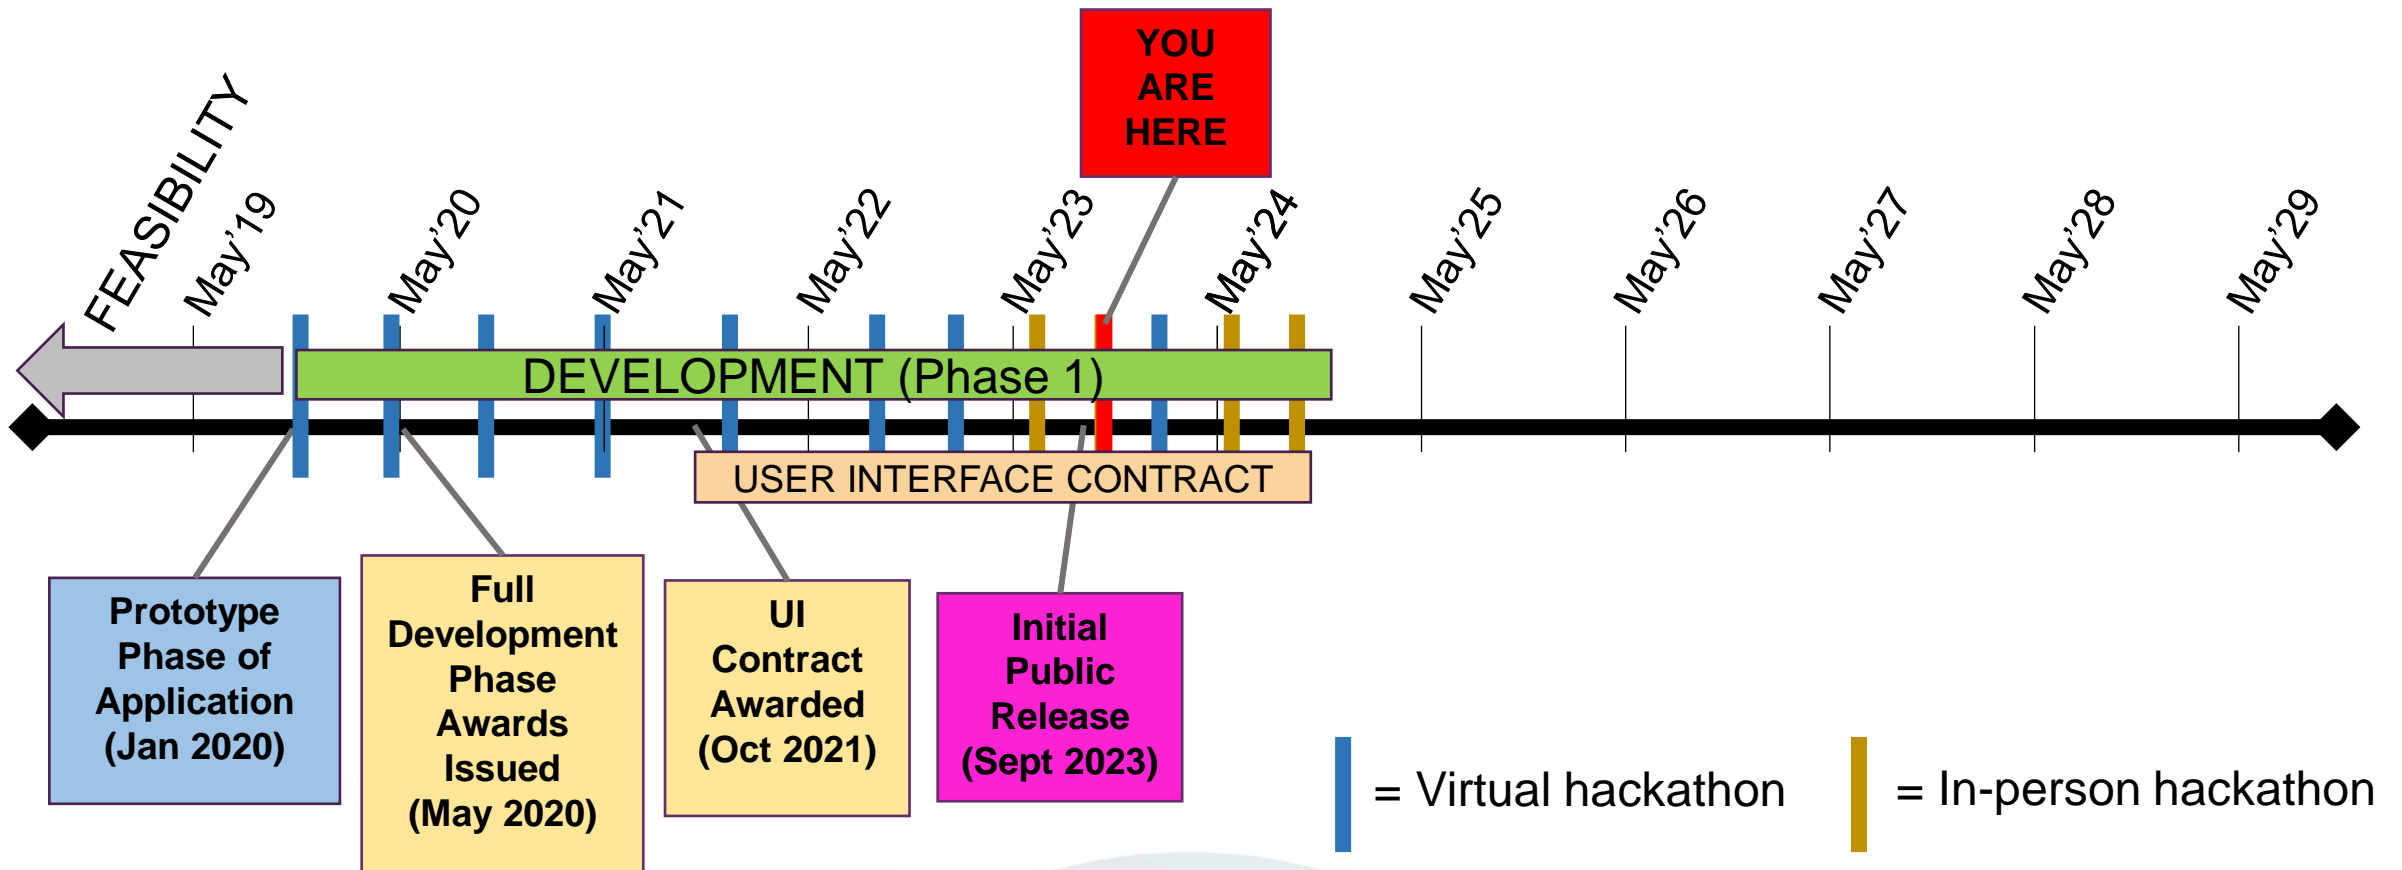 YOU
ARE
HERE
FEASIBILITY
May'19
May'20
May'21
May'22
May'23
May'24
May'25
May'26
May'27
May'28
May'29
DEVELOPMENT (Phase 1)
USER INTERFACE CONTRACT
Prototype
Phase of
Application
(Jan 2020)
Full
Development
Phase
Awards
Issued
(May 2020)
UI
Contract
Awarded
(Oct 2021)
Initial
Public
Release
(Sept 2023)
= Virtual hackathon
= In-person hackathon